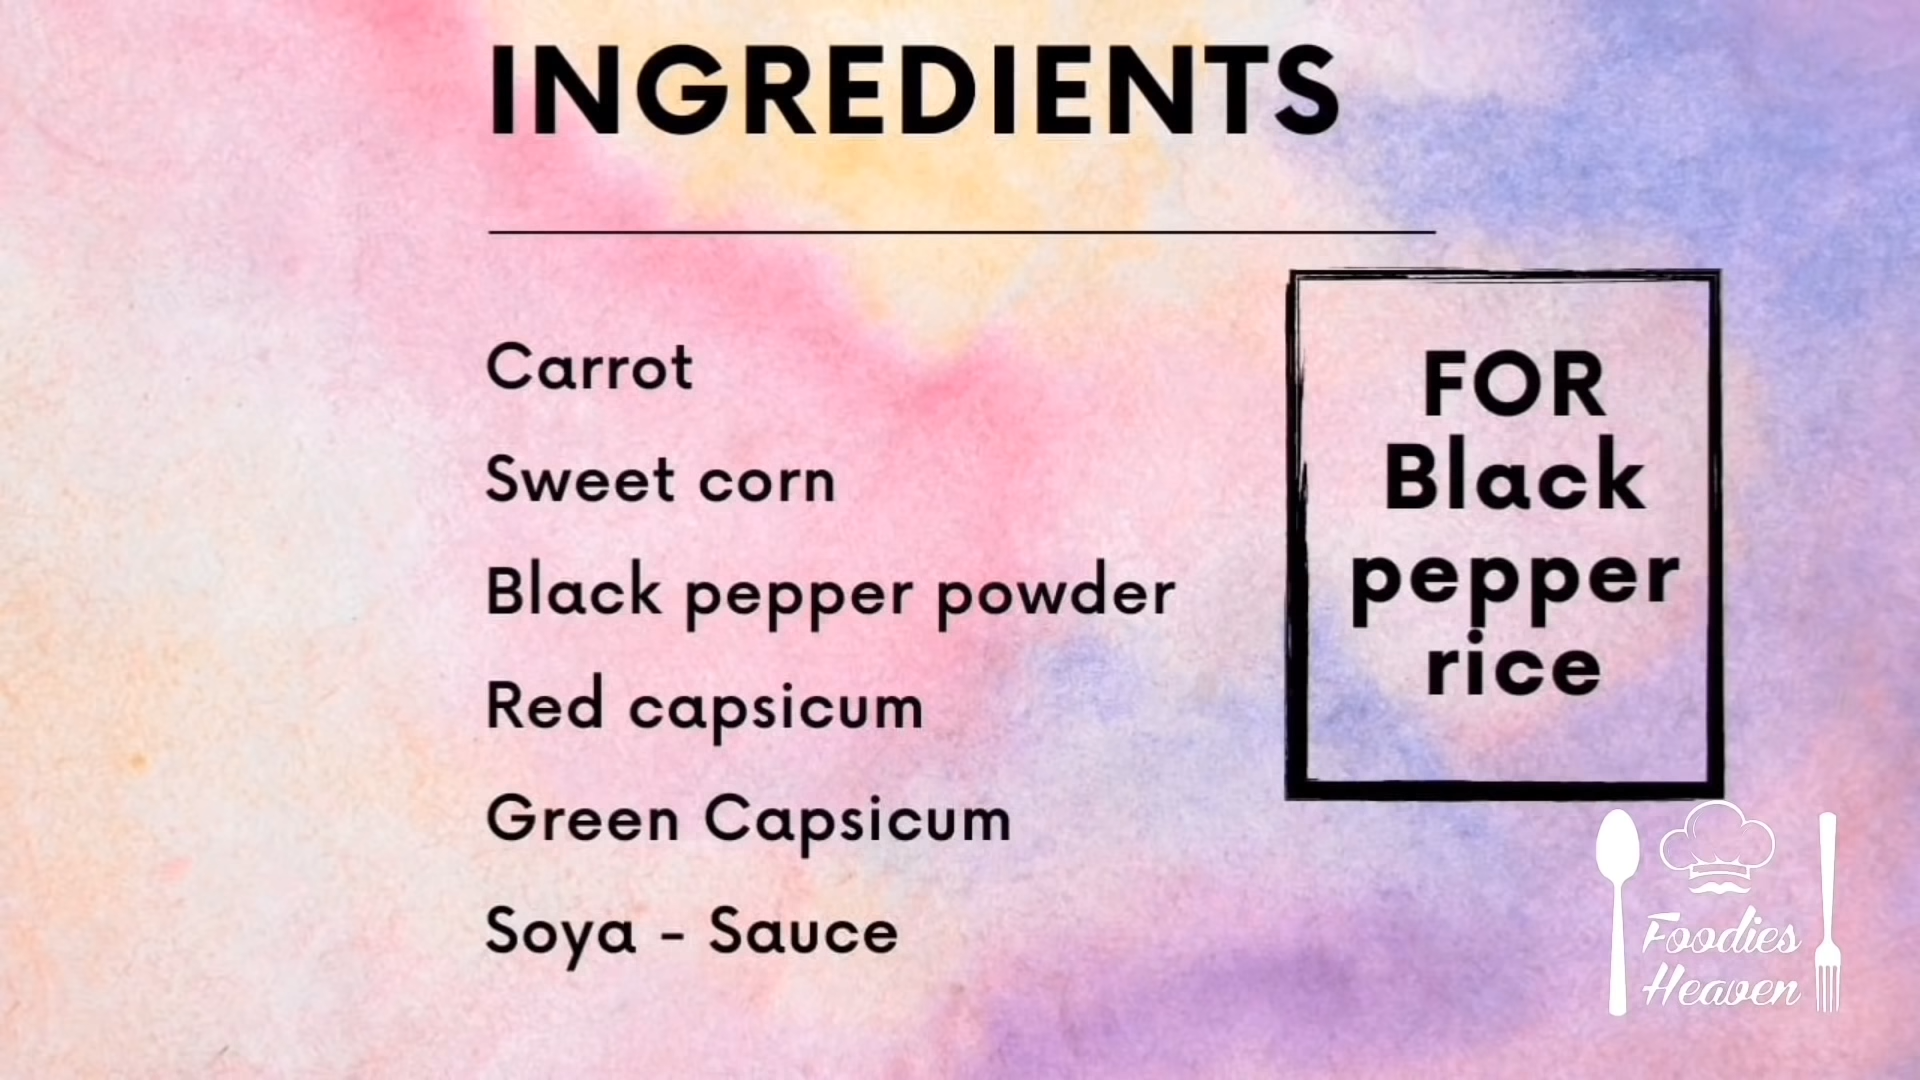 INGREDIENTS
Carrot
Sweet corn
Black pepper powder
Red capsicum
Green Capsicum
Soya - Sauce
FOR
Black
pepper
rice
Foodies
Heaven